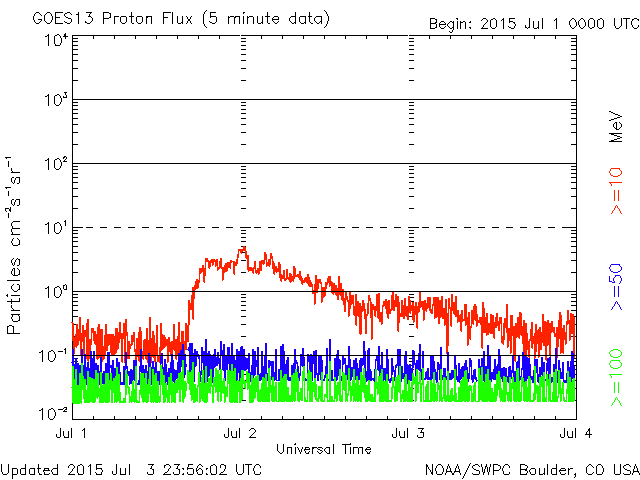 GOES13 Proton Flux (5 minute data)
Begin: 2015 Jul 1 0000 UTC
10⁴
10³
10²
10¹
10⁰
10⁻¹
10⁻²
Particles cm⁻²s⁻¹sr⁻¹
MeV
>=10
>=50
>=100
Jul 1
Jul 2
Jul 3
Jul 4
Universal Time
Updated 2015 Jul 3 23:56:02 UTC
NOAA/SWPC Boulder, CO USA